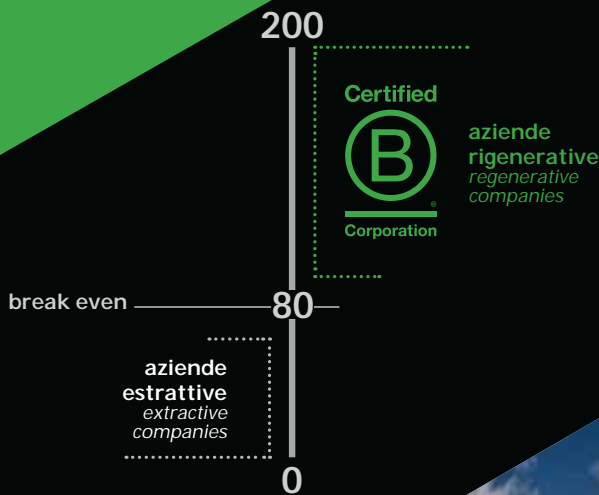 200
Certified
B
®
Corporation
aziende
rigenerative
regenerative
companies
break even
80
aziende
estrattive
extractive
companies
0